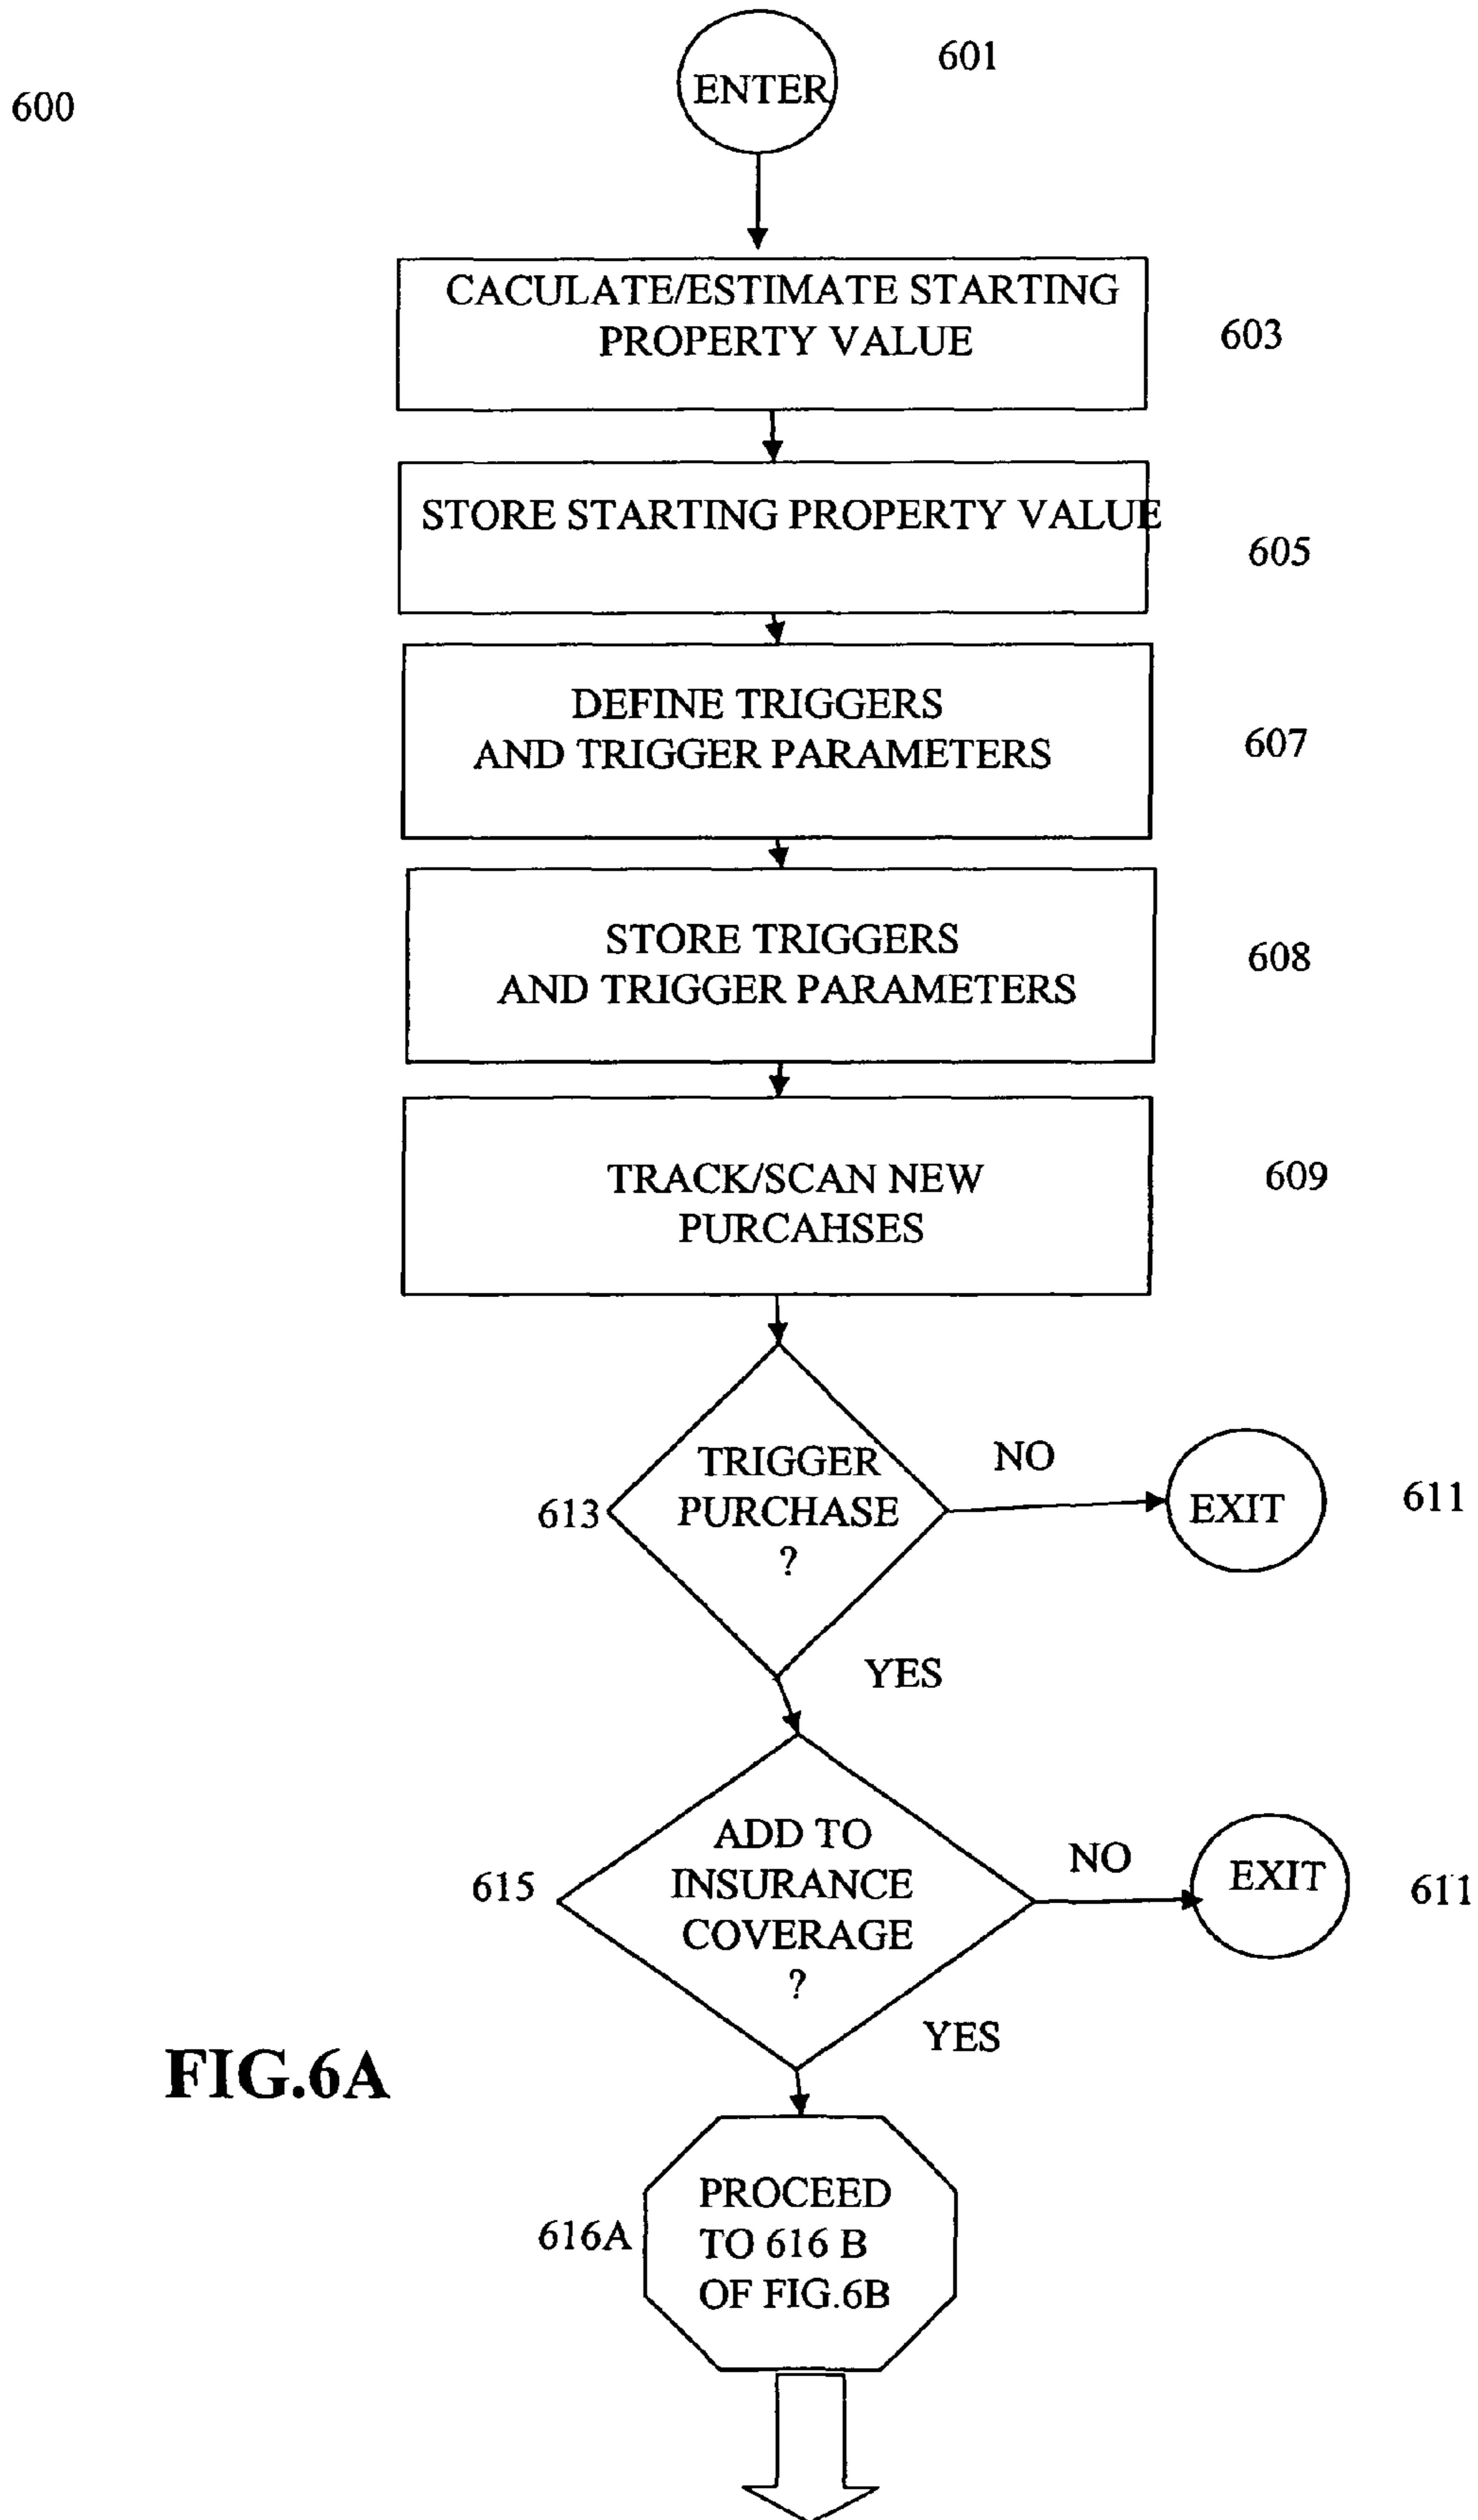 601
ENTER
600
CACULATE/ESTIMATE STARTING
PROPERTY VALUE
603
STORE STARTING PROPERTY VALUE
605
DEFINE TRIGGERS
AND TRIGGER PARAMETERS
607
STORE TRIGGERS
AND TRIGGER PARAMETERS
608
TRACK/SCAN NEW
PURCAHSES
609
TRIGGER
PURCHASE
?
613
NO
EXIT
611
YES
ADD TO
INSURANCE
COVERAGE
?
615
NO
EXIT
611
YES
FIG.6A
PROCEED
TO 616 B
OF FIG.6B
616A